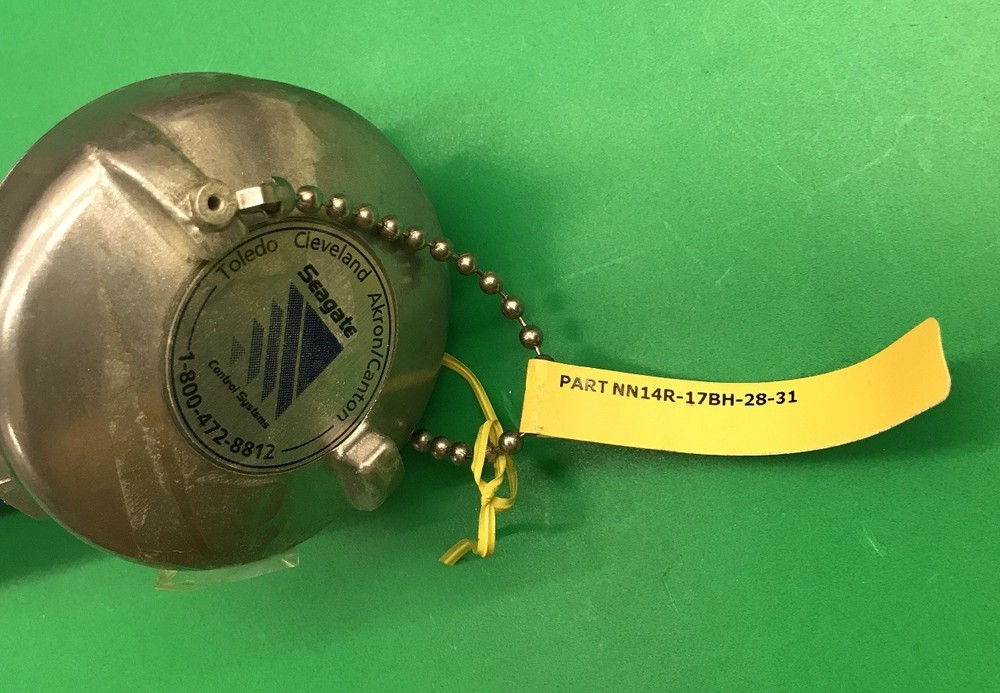 Toledo Cleveland Akron/Canton
Seagate
Control Systems
1-800-472-8812
PART NN14R-17BH-28-31